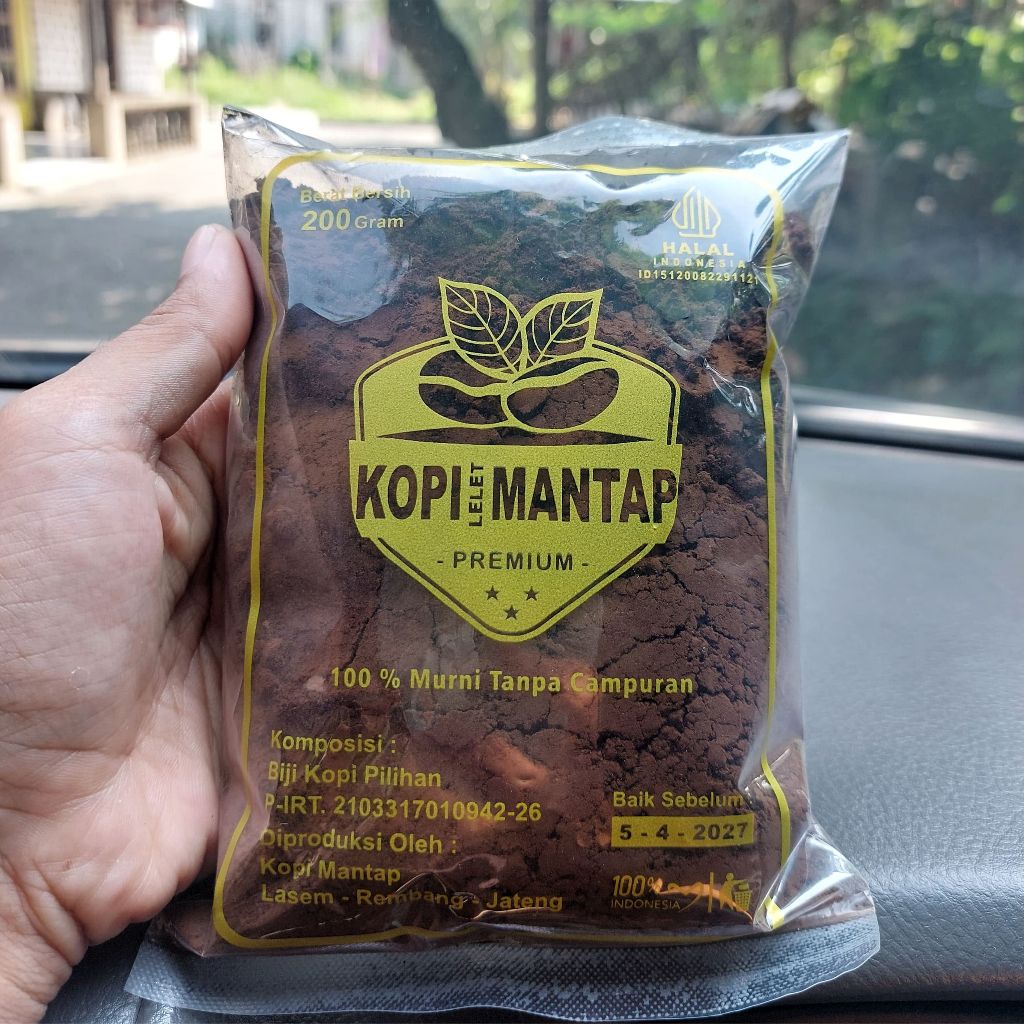 Berat Bersih
200 Gram
HALAL
INDONESIA
ID15120082291121
KOPI LELET MANTAP
- PREMIUM -
100 % Murni Tanpa Campuran
Komposisi :
Biji Kopi Pilihan
P-IRT. 2103317010942-26
Diproduksi Oleh :
Kopi Mantap
Lasem - Rembang - Jateng
Baik Sebelum
5 - 4 - 2027
100%
INDONESIA